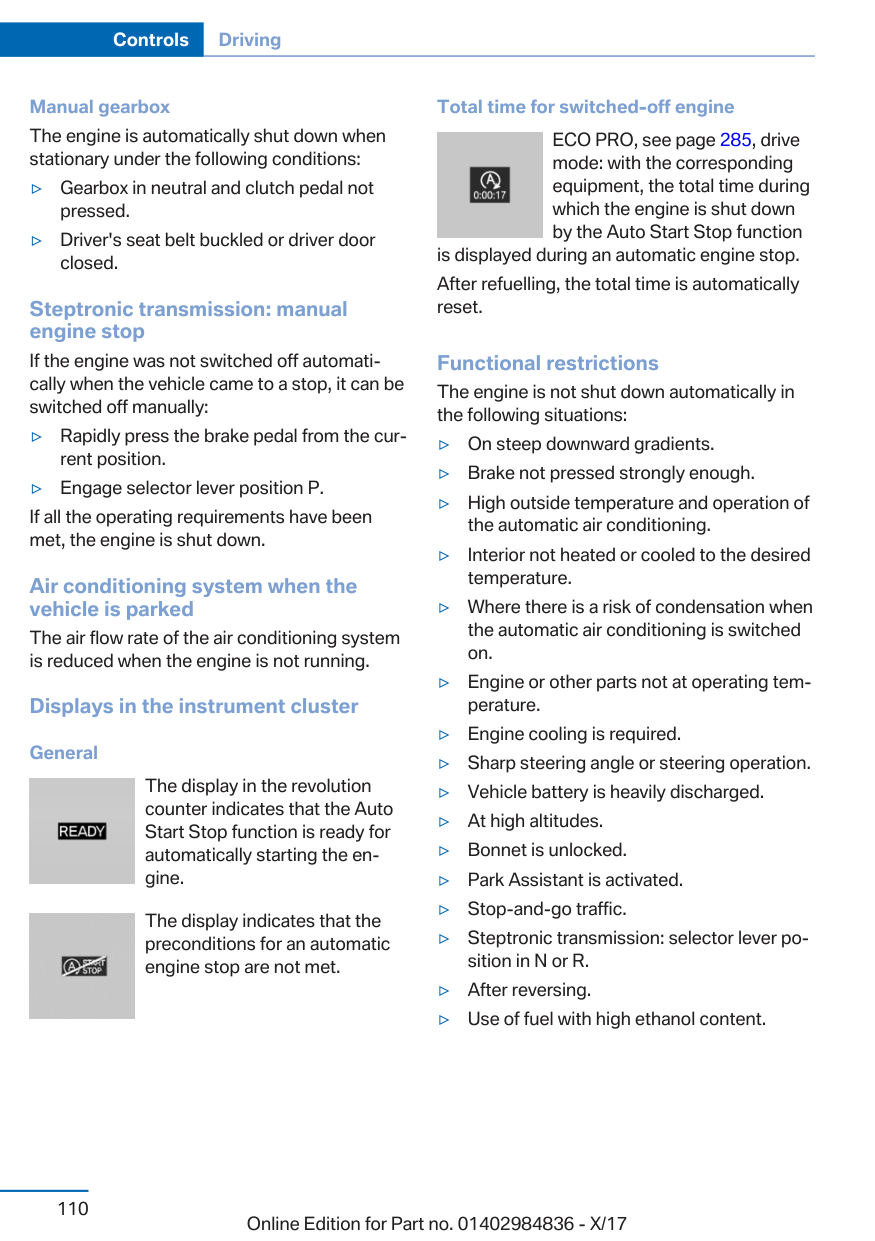 Controls Driving
Manual gearbox
The engine is automatically shut down when
stationary under the following conditions:
▷ Gearbox in neutral and clutch pedal not
pressed.
▷ Driver's seat belt buckled or driver door
closed.
Steptronic transmission: manual
engine stop
If the engine was not switched off automati-
cally when the vehicle came to a stop, it can be
switched off manually:
▷ Rapidly press the brake pedal from the cur-
rent position.
▷ Engage selector lever position P.
If all the operating requirements have been
met, the engine is shut down.
Air conditioning system when the
vehicle is parked
The air flow rate of the air conditioning system
is reduced when the engine is not running.
Displays in the instrument cluster
General
READY
The display in the revolution
counter indicates that the Auto
Start Stop function is ready for
automatically starting the en-
gine.
A START
STOP
The display indicates that the
preconditions for an automatic
engine stop are not met.
Total time for switched-off engine
A
0:00:17
ECO PRO, see page 285, drive
mode: with the corresponding
equipment, the total time during
which the engine is shut down
by the Auto Start Stop function
is displayed during an automatic engine stop.
After refuelling, the total time is automatically
reset.
Functional restrictions
The engine is not shut down automatically in
the following situations:
▷ On steep downward gradients.
▷ Brake not pressed strongly enough.
▷ High outside temperature and operation of
the automatic air conditioning.
▷ Interior not heated or cooled to the desired
temperature.
▷ Where there is a risk of condensation when
the automatic air conditioning is switched
on.
▷ Engine or other parts not at operating tem-
perature.
▷ Engine cooling is required.
▷ Sharp steering angle or steering operation.
▷ Vehicle battery is heavily discharged.
▷ At high altitudes.
▷ Bonnet is unlocked.
▷ Park Assistant is activated.
▷ Stop-and-go traffic.
▷ Steptronic transmission: selector lever po-
sition in N or R.
▷ After reversing.
▷ Use of fuel with high ethanol content.
110
Online Edition for Part no. 01402984836 - X/17